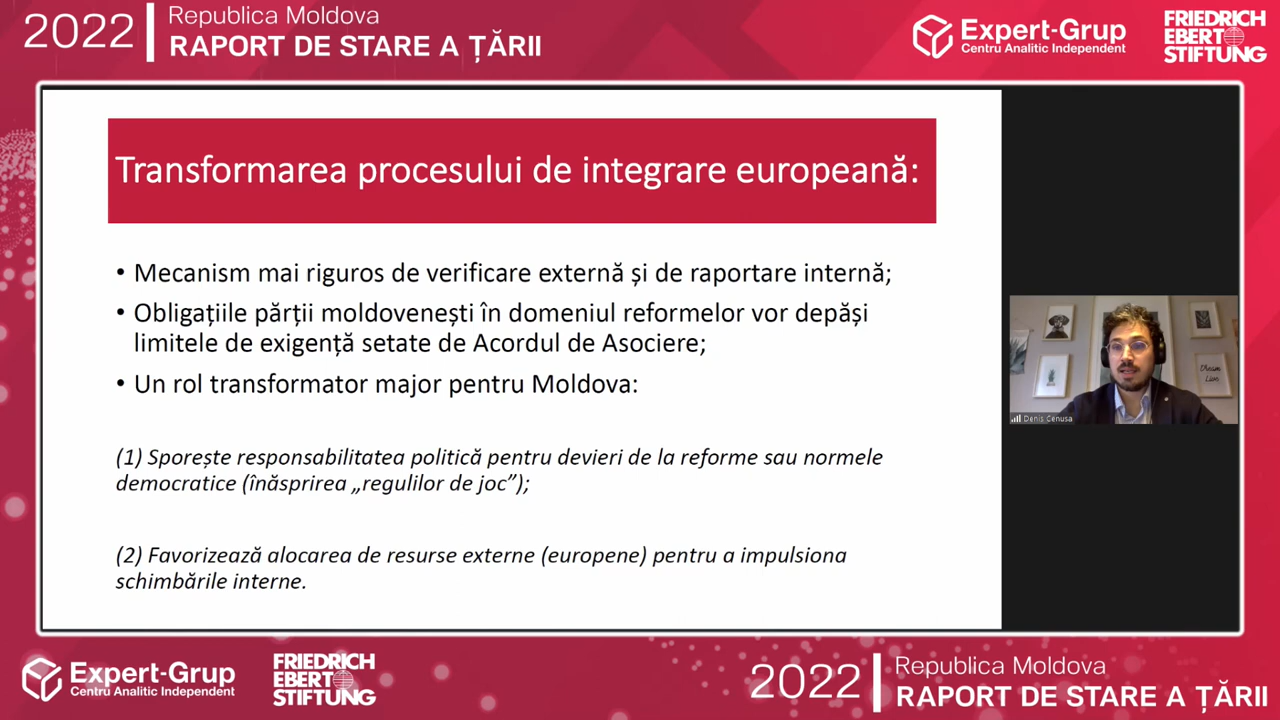 2022
Republica Moldova
RAPORT DE STARE A ȚĂRII
Expert-Grup
Centru Analitic Independent
FRIEDRICH
EBERT
STIFTUNG
Transformarea procesului de integrare europeană:
• Mecanism mai riguros de verificare externă și de raportare internă;
• Obligațiile părții moldovenești în domeniul reformelor vor depăși
limitele de exigență setate de Acordul de Asociere;
• Un rol transformator major pentru Moldova:
(1) Sporește responsabilitatea politică pentru devieri de la reforme sau normele
democratice (înăsprirea „regulilor de joc”);
(2) Favorizează alocarea de resurse externe (europene) pentru a impulsiona
schimbările interne.
Dream
Live
Denis Cenusa
Expert-Grup
Centru Analitic Independent
FRIEDRICH
EBERT
STIFTUNG
2022
Republica Moldova
RAPORT DE STARE A ȚĂRII